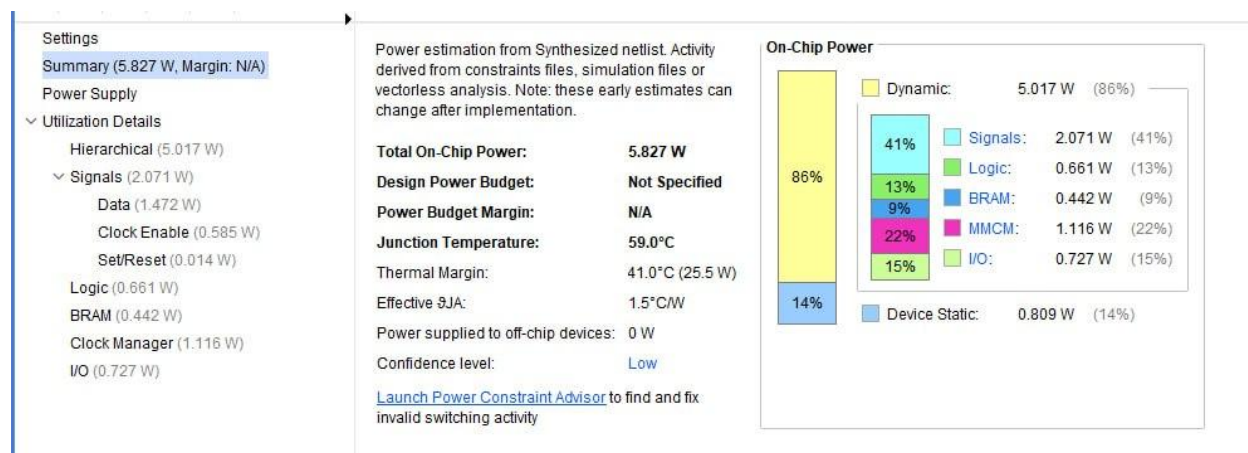 Settings
Summary (5.827 W, Margin: N/A)
Power Supply
Utilization Details
Hierarchical (5.017 W)
Signals (2.071 W)
Data (1.472 W)
Clock Enable (0.585 W)
Set/Reset (0.014 W)
Logic (0.661 W)
BRAM (0.442 W)
Clock Manager (1.116 W)
I/O (0.727 W)
Power estimation from Synthesized netlist. Activity
derived from constraints files, simulation files or
vectorless analysis. Note: these early estimates can
change after implementation.
Total On-Chip Power: 5.827 W
Design Power Budget: Not Specified
Power Budget Margin: N/A
Junction Temperature: 59.0°C
Thermal Margin: 41.0°C (25.5 W)
Effective ϑJA: 1.5°C/W
Power supplied to off-chip devices: 0 W
Confidence level: Low
Launch Power Constraint Advisor to find and fix
invalid switching activity
On-Chip Power
86%
14%
Dynamic: 5.017 W (86%)
41%
13%
9%
22%
15%
Signals: 2.071 W (41%)
Logic: 0.661 W (13%)
BRAM: 0.442 W (9%)
MMCM: 1.116 W (22%)
I/O: 0.727 W (15%)
Device Static: 0.809 W (14%)